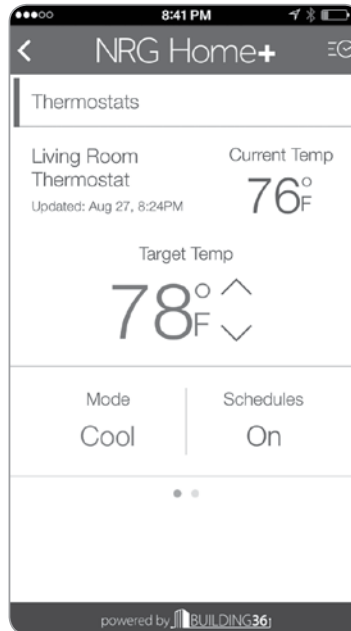 8:41 PM
NRG Home+
Thermostats
Living Room
Thermostat
Updated: Aug 27, 8:24PM
Current Temp
76°F
Target Temp
78°F
Mode
Cool
Schedules
On
powered by BUILDING36